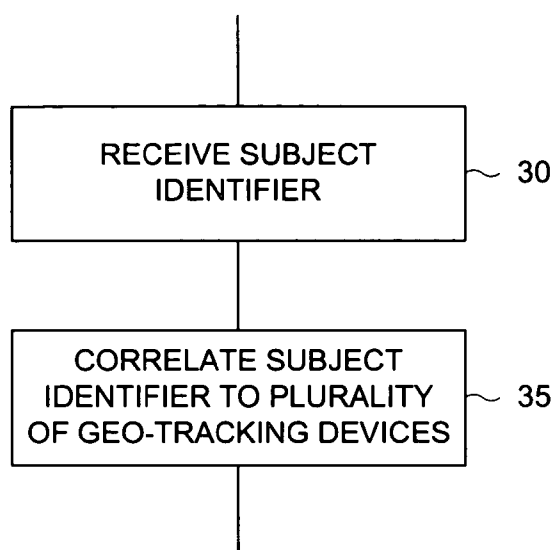 RECEIVE SUBJECT
IDENTIFIER
30
CORRELATE SUBJECT
IDENTIFIER TO PLURALITY
OF GEO-TRACKING DEVICES
35